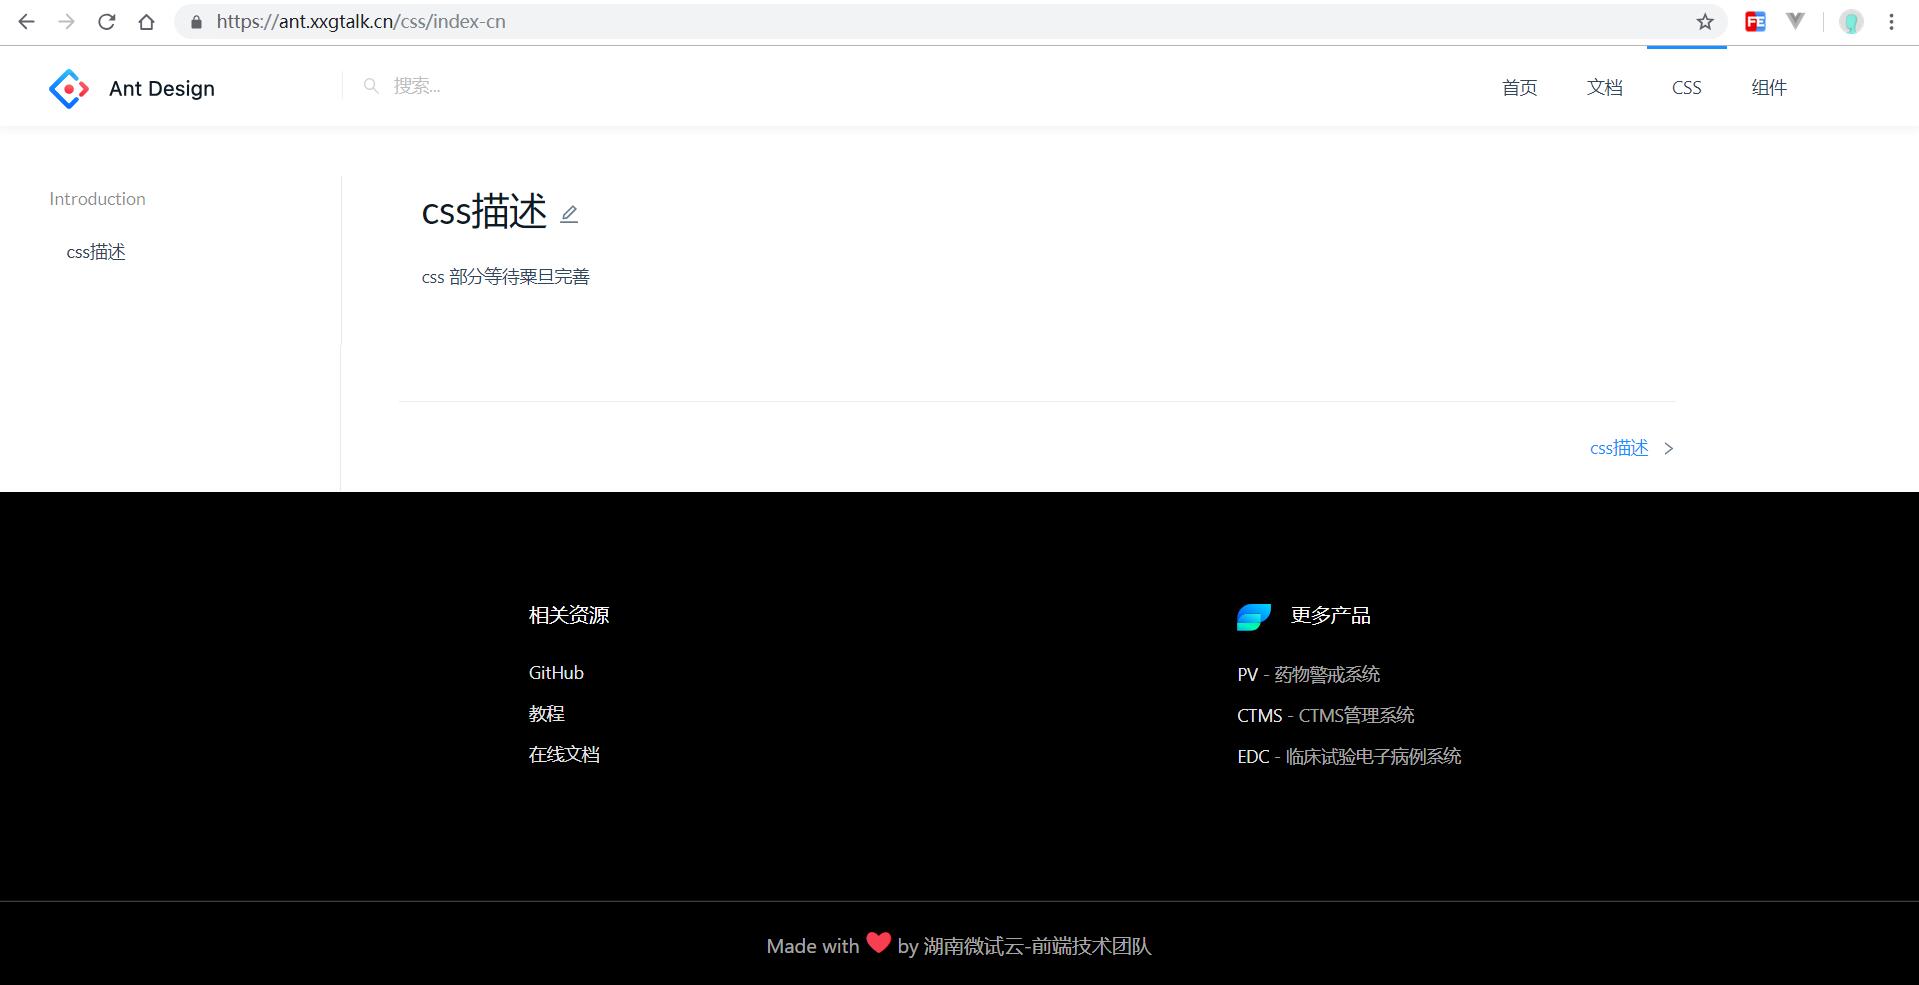 https://ant.xxgtalk.cn/css/index-cn
Ant Design
搜索...
首页
文档
CSS
组件
Introduction
css描述
css描述
css 部分等待粟旦完善
css描述
相关资源
GitHub
教程
在线文档
更多产品
PV - 药物警戒系统
CTMS - CTMS管理系统
EDC - 临床试验电子病例系统
Made with ❤ by 湖南微试云-前端技术团队
FE